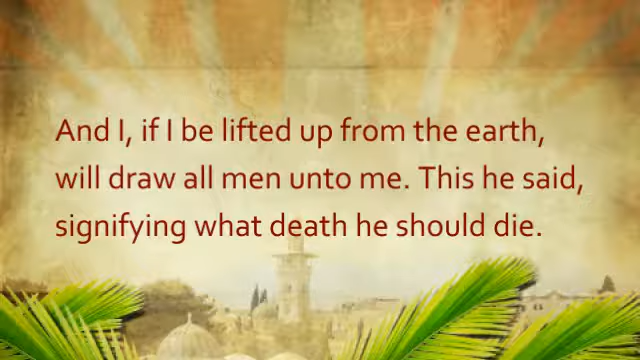 And I, if I be lifted up from the earth,
will draw all men unto me. This he said,
signifying what death he should die.